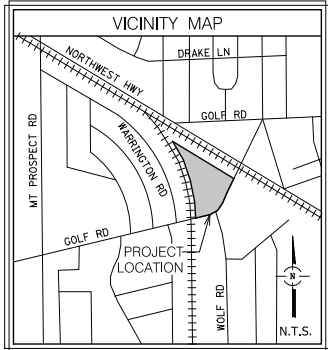 VICINITY MAP
DRAKE LN
NORTHWEST HWY
GOLF RD
MT PROSPECT RD
WARRINGTON RD
GOLF RD
PROJECT
LOCATION
WOLF RD
N
N.T.S.